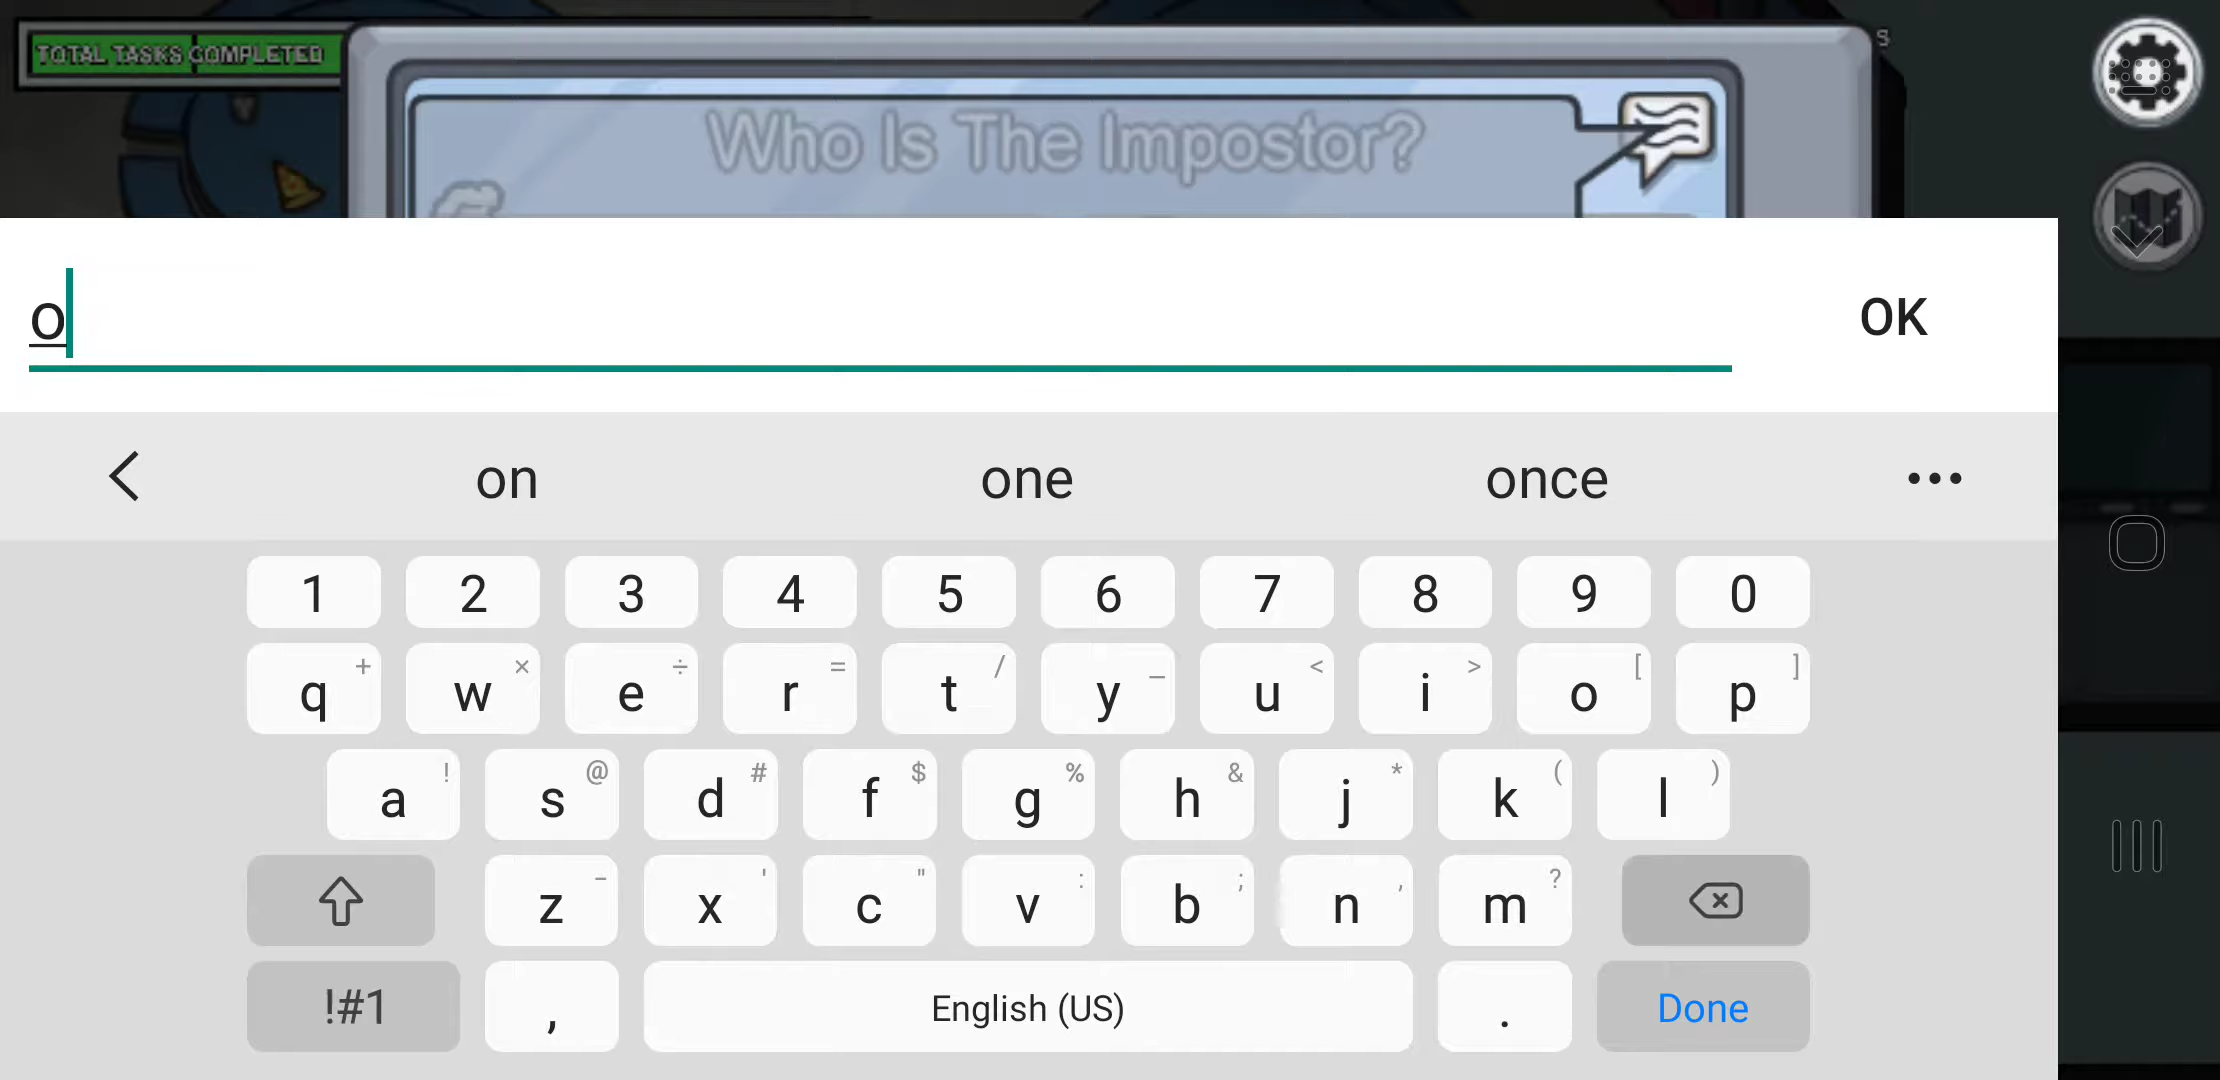 TOTAL TASKS COMPLETED
s
Who Is The Impostor?
o
OK
on one once
1 2 3 4 5 6 7 8 9 0
q + w × e ÷ r = t / y _ u < i > o [ p ]
a ! s @ d # f $ g % h & j * k ( l )
z - x ' c " v : b ; n , m ?
!#1 , English (US) . Done